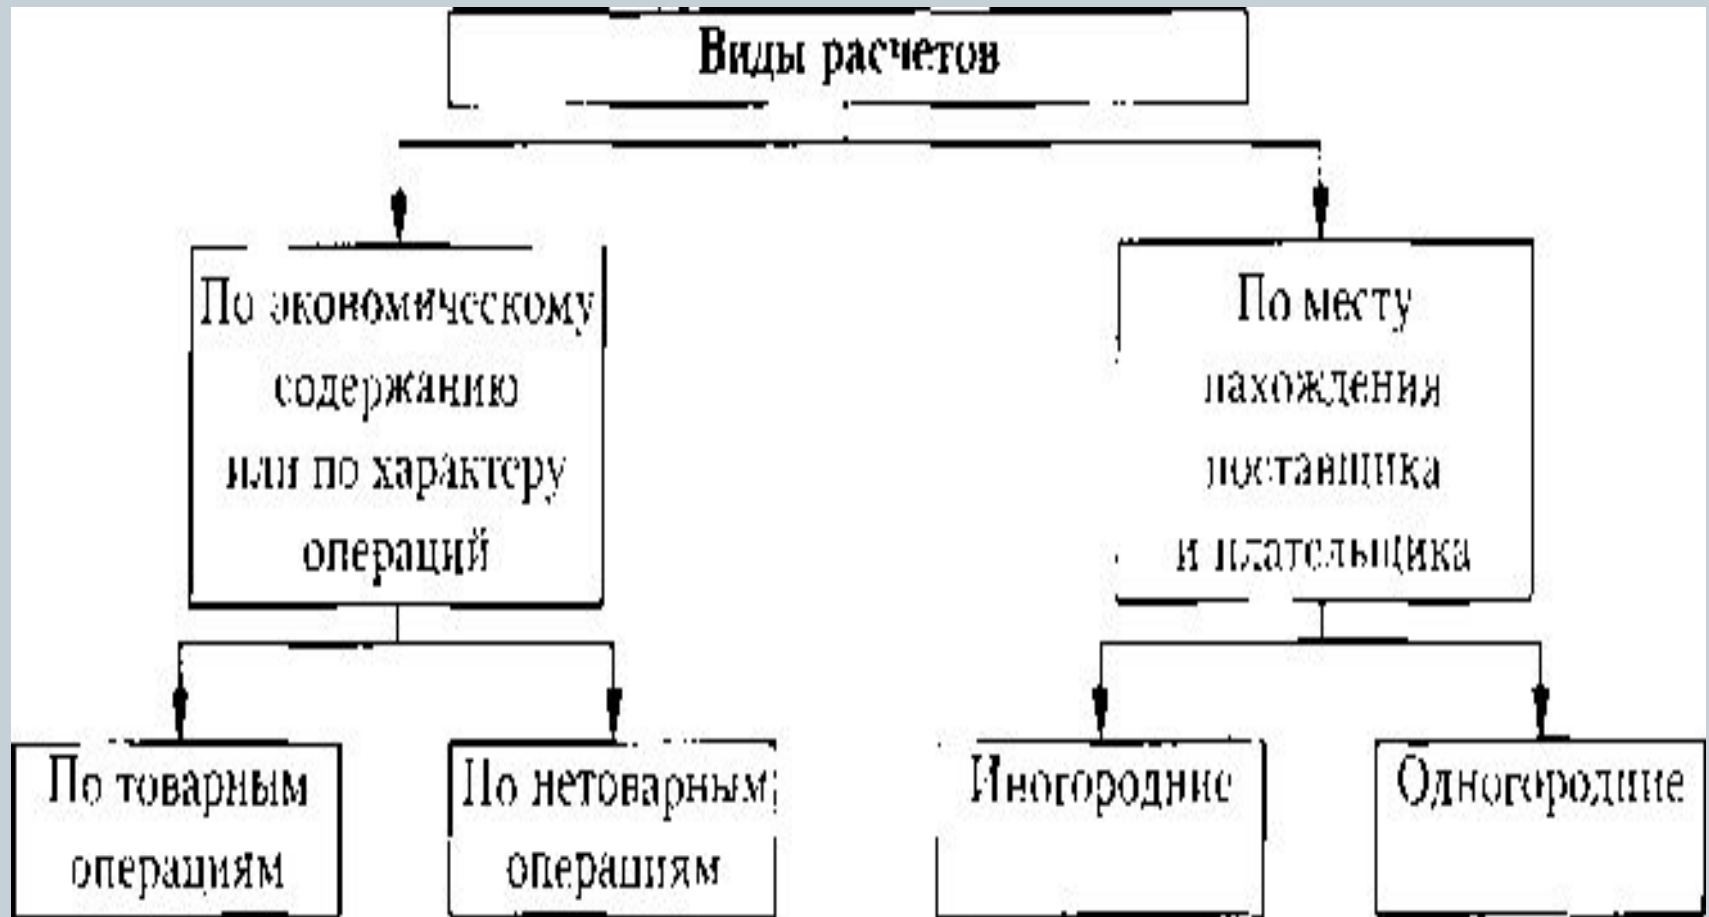 Виды расчетов
По экономическому
содержанию
или по характеру
операций
По месту
нахождения
поставщика
и плательщика
По товарным
операциям
По нетоварным
операциям
Иногородние
Одногородние